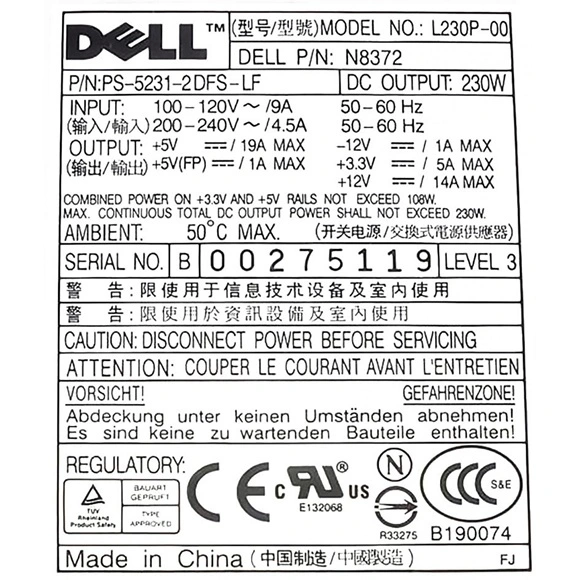 DELL™ (型号/型號)MODEL NO.: L230P-00
DELL P/N: N8372
P/N:PS-5231-2DFS-LF DC OUTPUT: 230W
INPUT: 100-120V～/9A 50-60 Hz
(输入/輸入) 200-240V～/4.5A 50-60 Hz
OUTPUT: +5V ⎓/ 19A MAX -12V ⎓/ 1A MAX
(输出/輸出) +5V(FP) ⎓/ 1A MAX +3.3V ⎓/ 5A MAX
+12V ⎓/ 14A MAX
COMBINED POWER ON +3.3V AND +5V RAILS NOT EXCEED 108W.
MAX. CONTINUOUS TOTAL DC OUTPUT POWER SHALL NOT EXCEED 230W.
AMBIENT: 50°C MAX. (开关电源/交換式電源供應器)
SERIAL NO. B 00275119 LEVEL 3
警 告:限使用于信息技术设备及室内使用
警 告:限使用於資訊設備及室內使用
CAUTION: DISCONNECT POWER BEFORE SERVICING
ATTENTION: COUPER LE COURANT AVANT L'ENTRETIEN
VORSICHT! GEFAHRENZONE!
Abdeckung unter keinen Umständen abnehmen!
Es sind keine zu wartenden Bauteile enthalten!
REGULATORY:
TÜV
Rheinland
Product Safety
BAUART
GEPRÜFT
TYPE
APPROVED
CE
c RU® US
E132068
N
R33275
CCC S&E
B190074
Made in China (中国制造/中國製造) FJ